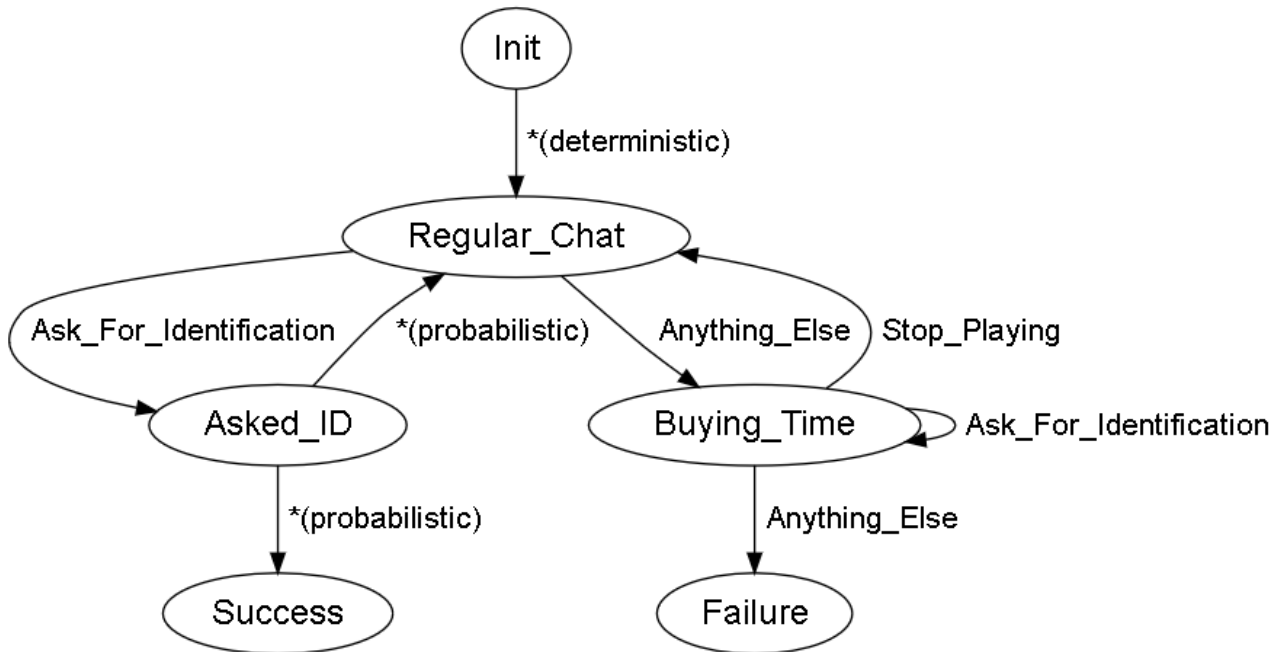 Init
*(deterministic)
Regular_Chat
Ask_For_Identification
*(probabilistic)
Anything_Else
Stop_Playing
Asked_ID
Buying_Time
Ask_For_Identification
*(probabilistic)
Anything_Else
Success
Failure